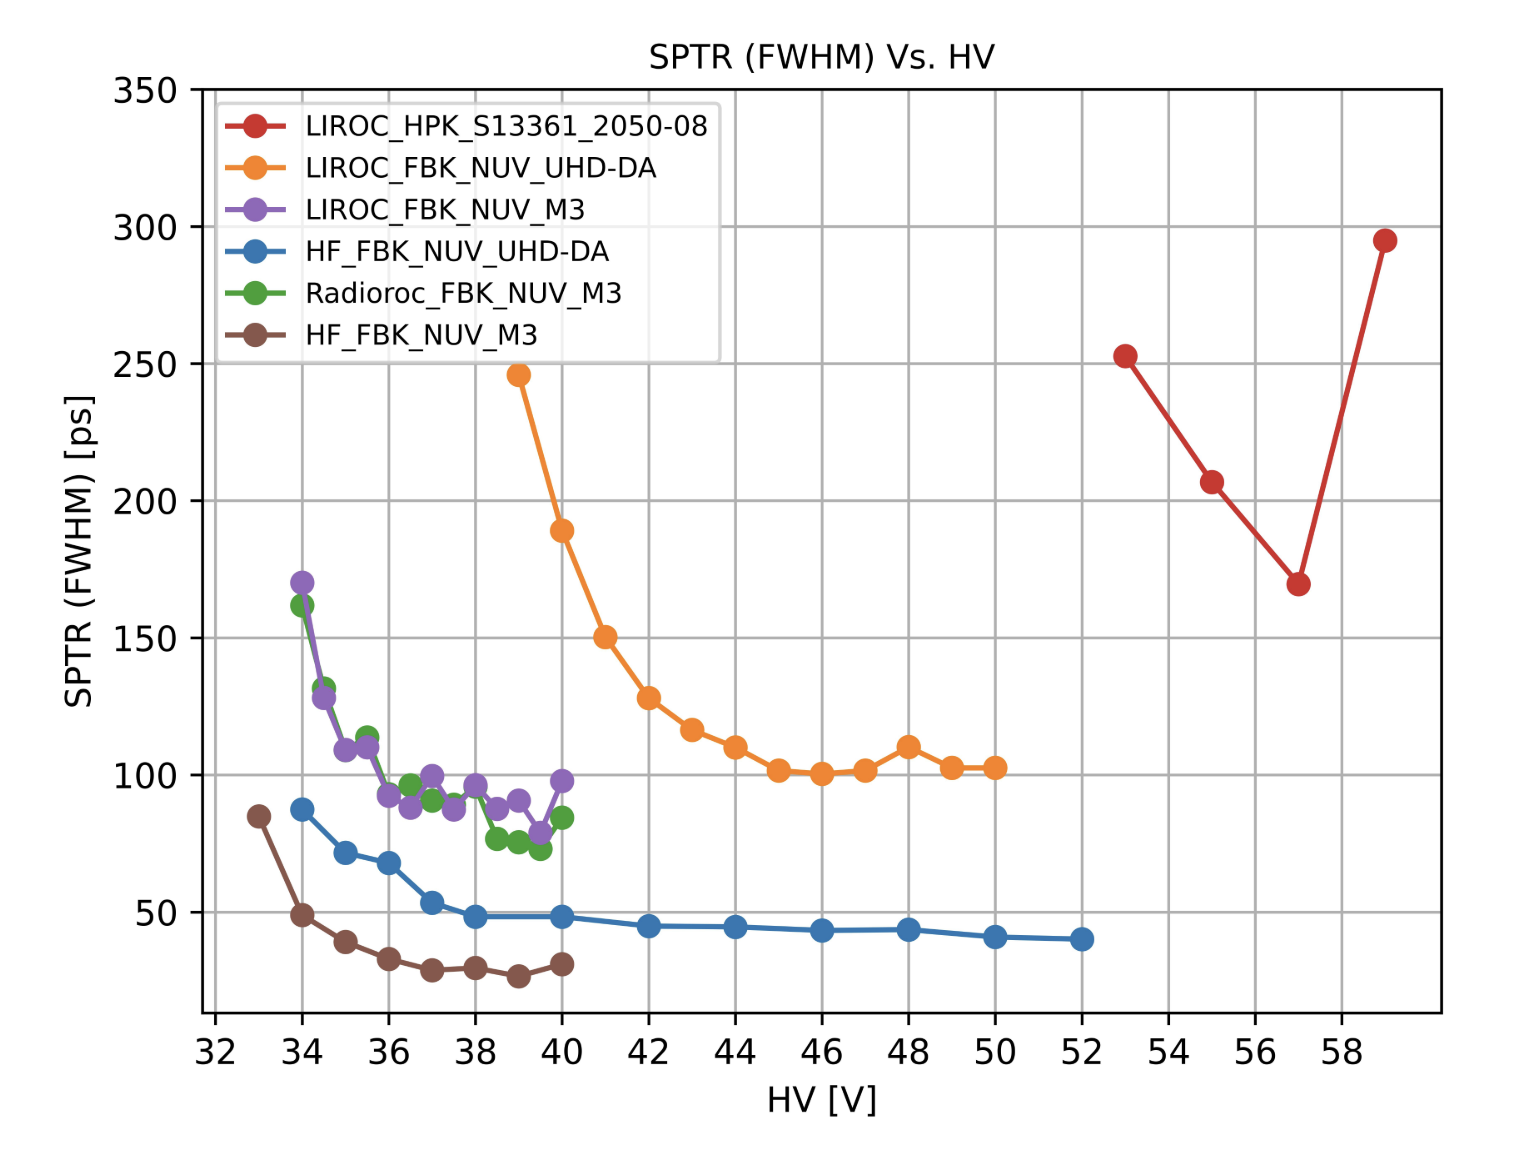 SPTR (FWHM) Vs. HV
350
300
250
200
150
100
50
SPTR (FWHM) [ps]
LIROC_HPK_S13361_2050-08
LIROC_FBK_NUV_UHD-DA
LIROC_FBK_NUV_M3
HF_FBK_NUV_UHD-DA
Radioroc_FBK_NUV_M3
HF_FBK_NUV_M3
32 34 36 38 40 42 44 46 48 50 52 54 56 58
HV [V]